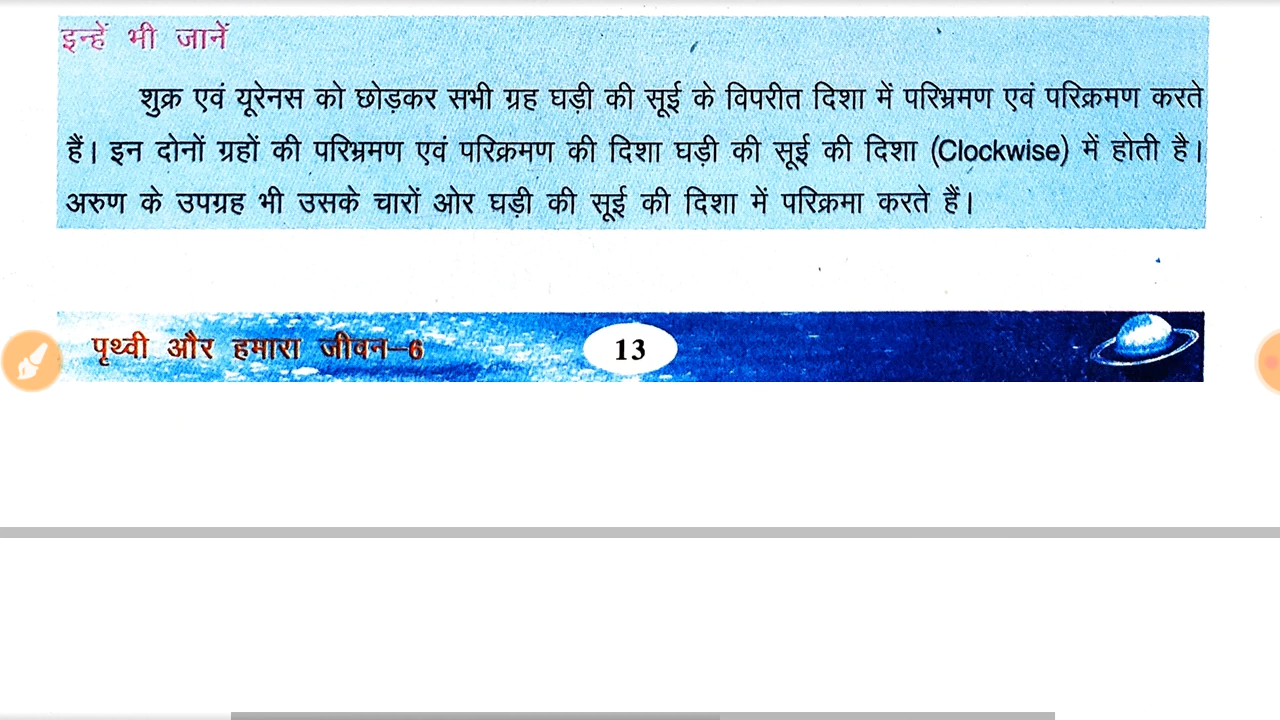 इन्हें भी जानें
शुक्र एवं यूरेनस को छोड़कर सभी ग्रह घड़ी की सूई के विपरीत दिशा में परिभ्रमण एवं परिक्रमण करते
हैं। इन दोनों ग्रहों की परिभ्रमण एवं परिक्रमण की दिशा घड़ी की सूई की दिशा (Clockwise) में होती है।
अरुण के उपग्रह भी उसके चारों ओर घड़ी की सूई की दिशा में परिक्रमा करते हैं।
पृथ्वी और हमारा जीवन–6
13